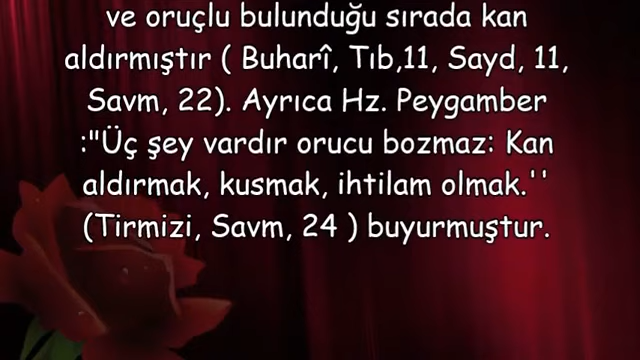 ve oruçlu bulunduğu sırada kan
aldırmıştır ( Buharî, Tıb,11, Sayd, 11,
Savm, 22). Ayrıca Hz. Peygamber
:"Üç şey vardır orucu bozmaz: Kan
aldırmak, kusmak, ihtilam olmak.''
(Tirmizi, Savm, 24 ) buyurmuştur.